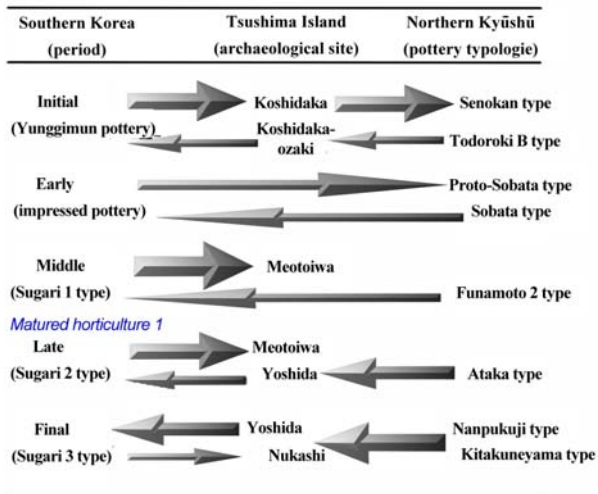 Southern Korea Tsushima Island Northern Kyūshū
(period) (archaeological site) (pottery typologie)
Initial Koshidaka Senokan type
(Yunggimun pottery) Koshidaka-
ozaki Todoroki B type
Early Proto-Sobata type
(impressed pottery) Sobata type
Middle Meotoiwa
(Sugari 1 type) Funamoto 2 type
Matured horticulture 1
Late Meotoiwa
(Sugari 2 type) Yoshida Ataka type
Final Yoshida Nanpukuji type
(Sugari 3 type) Nukashi Kitakuneyama type